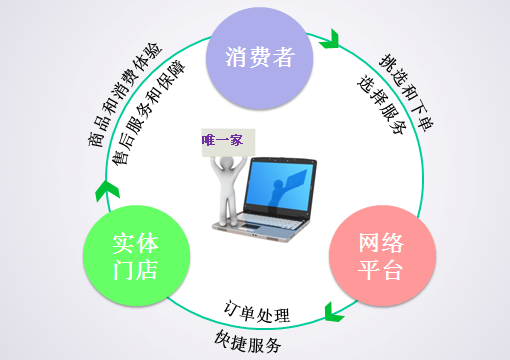 消费者
挑选和下单
选择服务
网络
平台
订单处理
快捷服务
实体
门店
商品和消费体验
售后服务和保障
唯一家